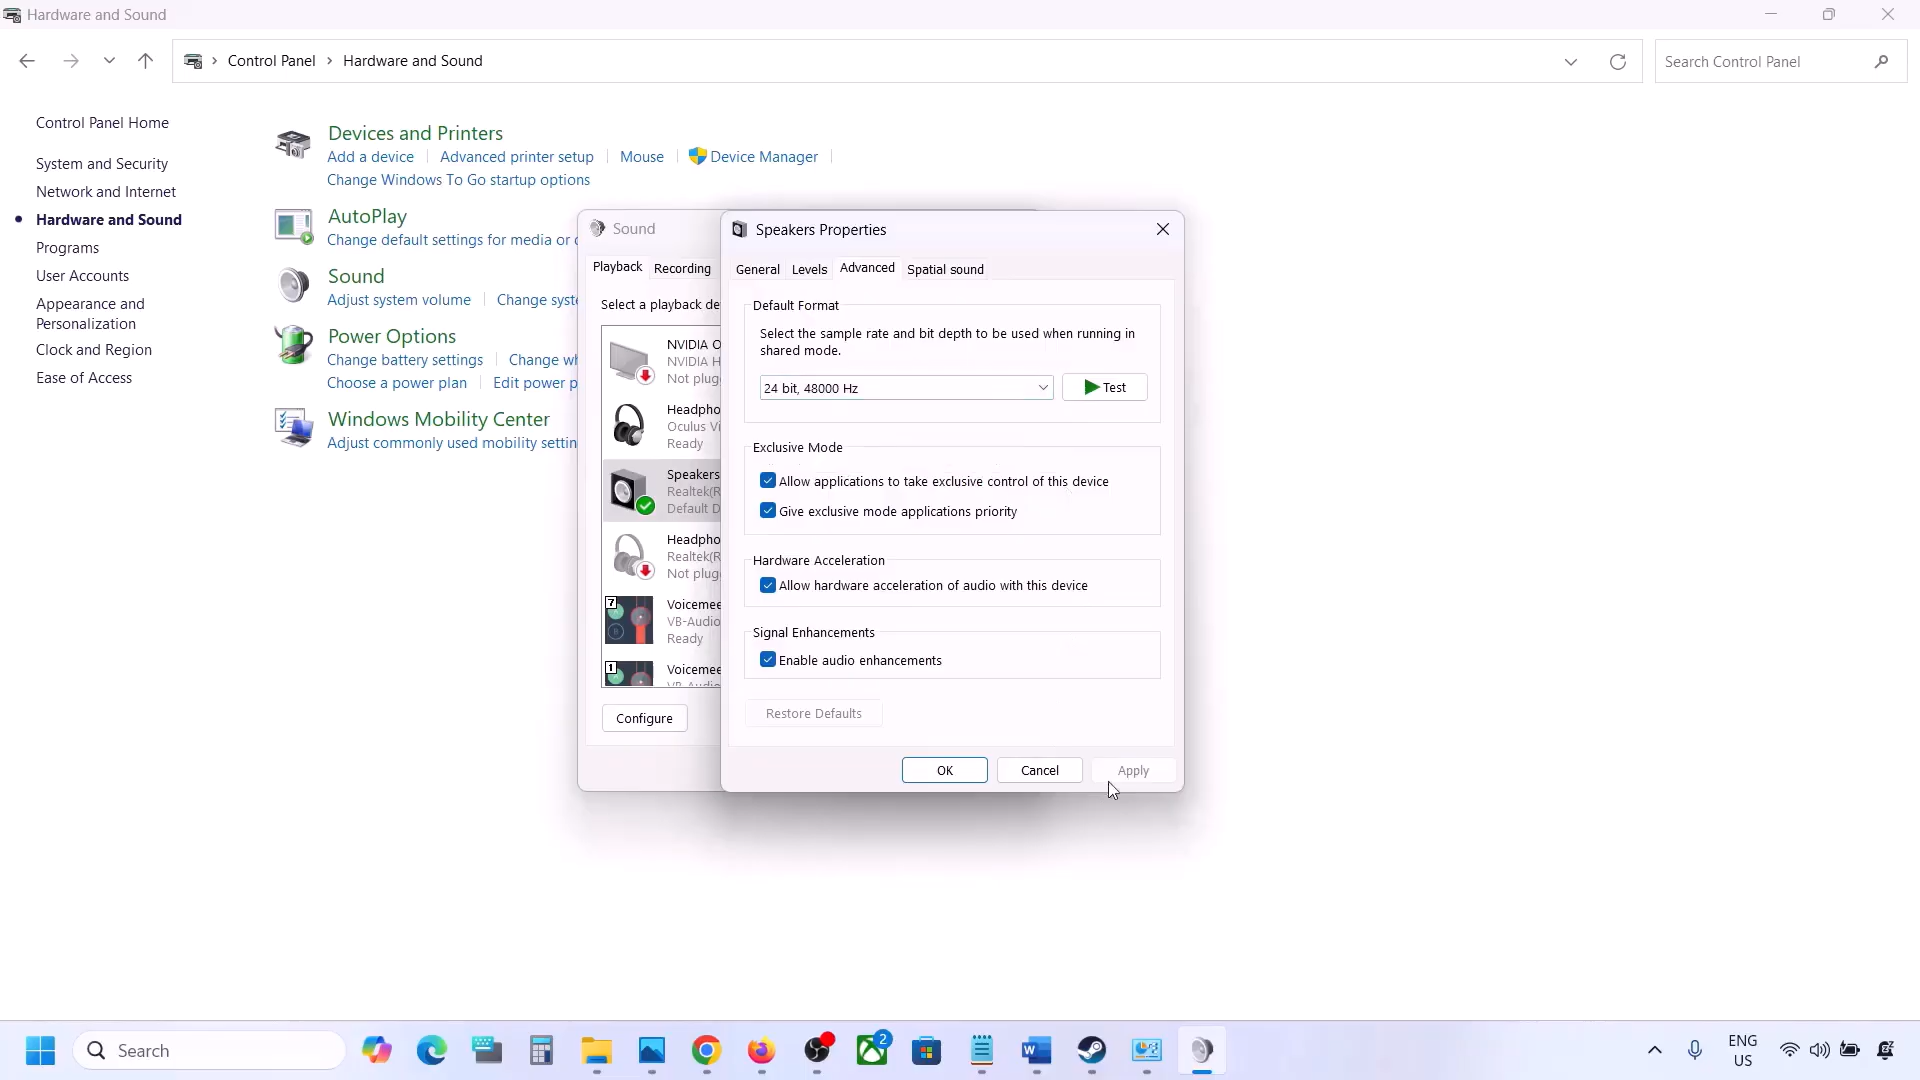 Hardware and Sound
Control Panel > Hardware and Sound
Search Control Panel
Control Panel Home
System and Security
Network and Internet
Hardware and Sound
Programs
User Accounts
Appearance and
Personalization
Clock and Region
Ease of Access
Devices and Printers
Add a device
Advanced printer setup
Mouse
Device Manager
Change Windows To Go startup options
AutoPlay
Change default settings for media or
Sound
Adjust system volume
Change syste
Power Options
Change battery settings
Change wh
Choose a power plan
Edit power p
Windows Mobility Center
Adjust commonly used mobility settin
Sound
Playback
Recording
Select a playback de
NVIDIA O
NVIDIA H
Not plug
Headpho
Oculus Vi
Ready
Speakers
Realtek(R
Default D
Headpho
Realtek(R
Not plug
7
Voicemee
VB-Audio
Ready
1
Voicemee
VB-Audio
Configure
Speakers Properties
General
Levels
Advanced
Spatial sound
Default Format
Select the sample rate and bit depth to be used when running in
shared mode.
24 bit, 48000 Hz
Test
Exclusive Mode
Allow applications to take exclusive control of this device
Give exclusive mode applications priority
Hardware Acceleration
Allow hardware acceleration of audio with this device
Signal Enhancements
Enable audio enhancements
Restore Defaults
OK
Cancel
Apply
Search
2
ENG
US